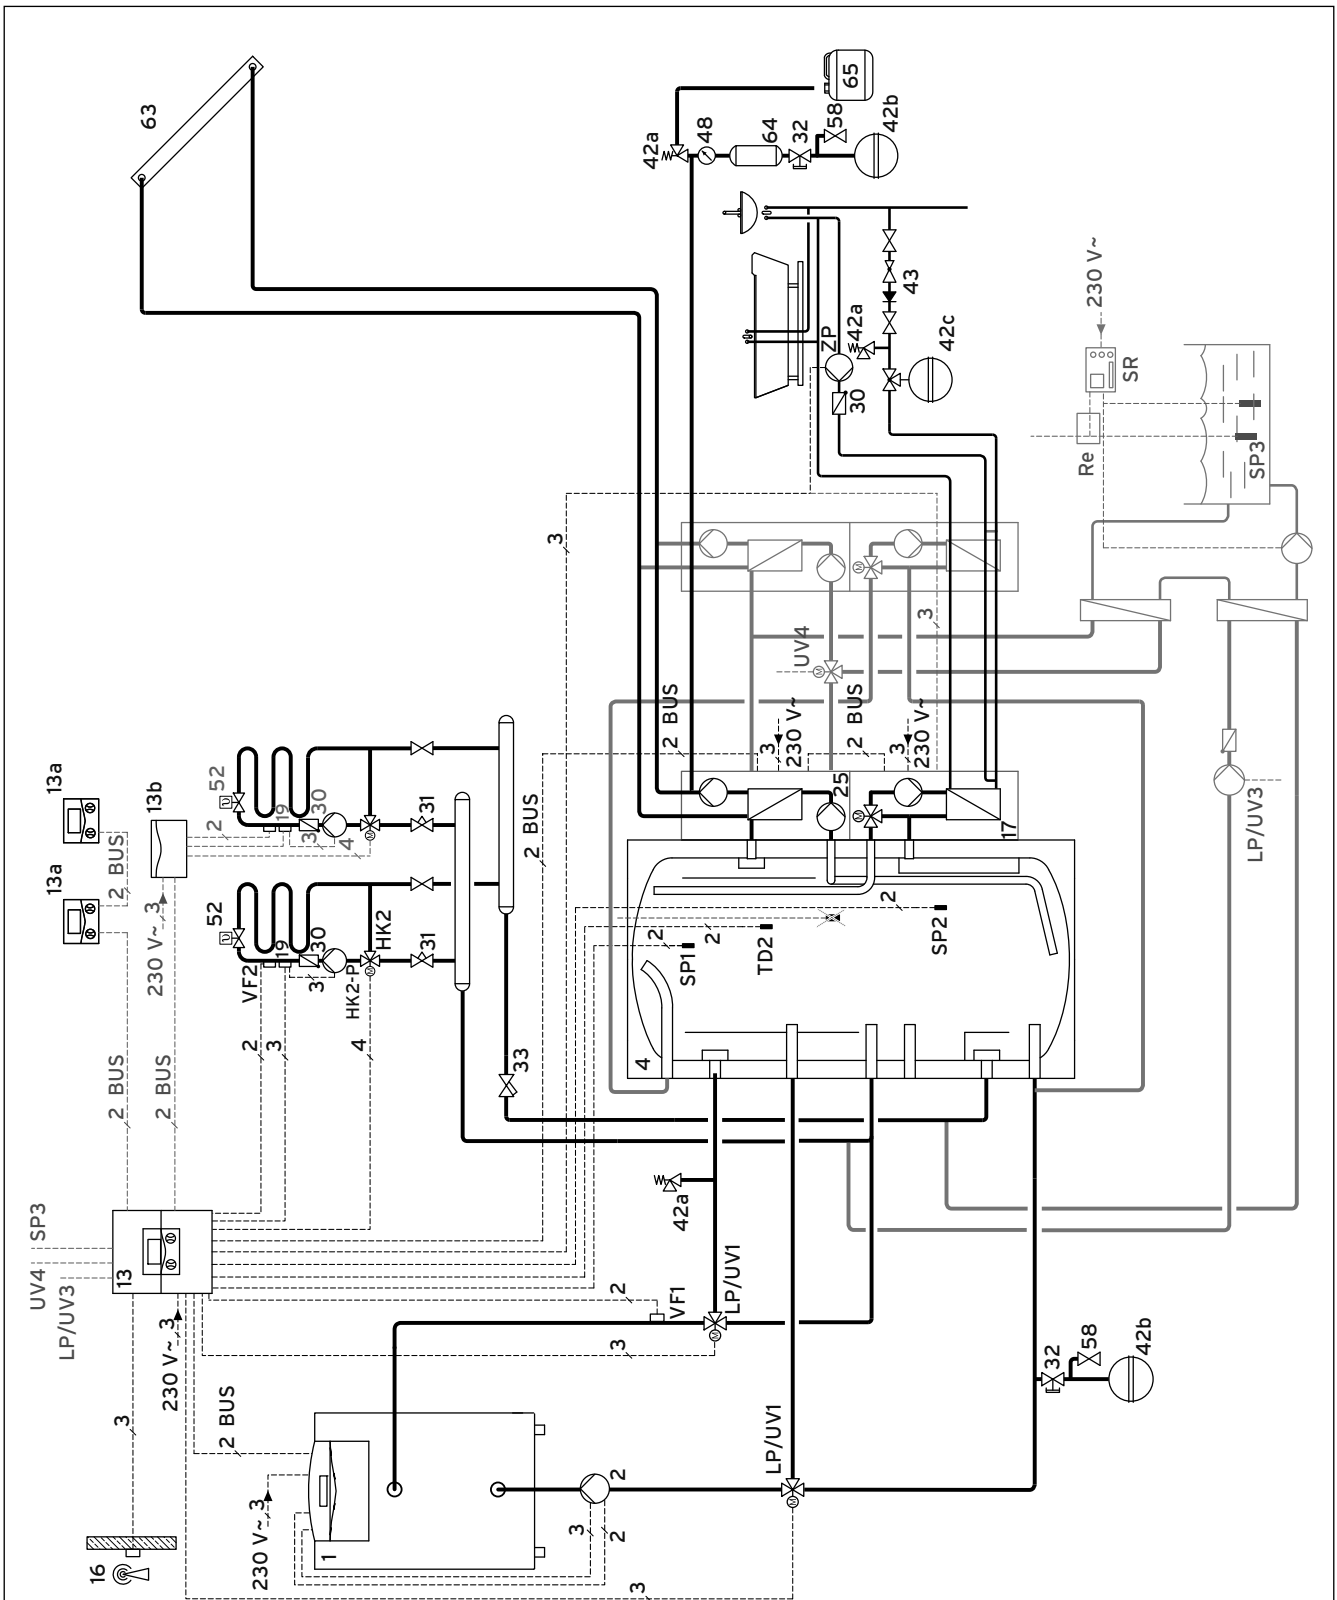 63
65
42a
48
64
32
58
42b
43
42a
ZP
42c
30
230 V~
SR
Re
SP3
3
3
UV4
2 BUS
3
230 V~
2 BUS
3
230 V~
25
17
LP/UV3
13a
13a
2 BUS
13b
52
2
19
3
30
4
31
2 BUS
230 V~ 3
52
VF2
19
30
3
HK2-P
HK2
31
2
3
4
33
2 BUS
2 BUS
4
2
SP1
2
TD2
2
SP2
42a
SP3
UV4
LP/UV3
13
230 V~ 3
3
2
VF1
LP/UV1
3
2 BUS
32
58
42b
LP/UV1
16
230 V~ 3
1
2
3
2
3